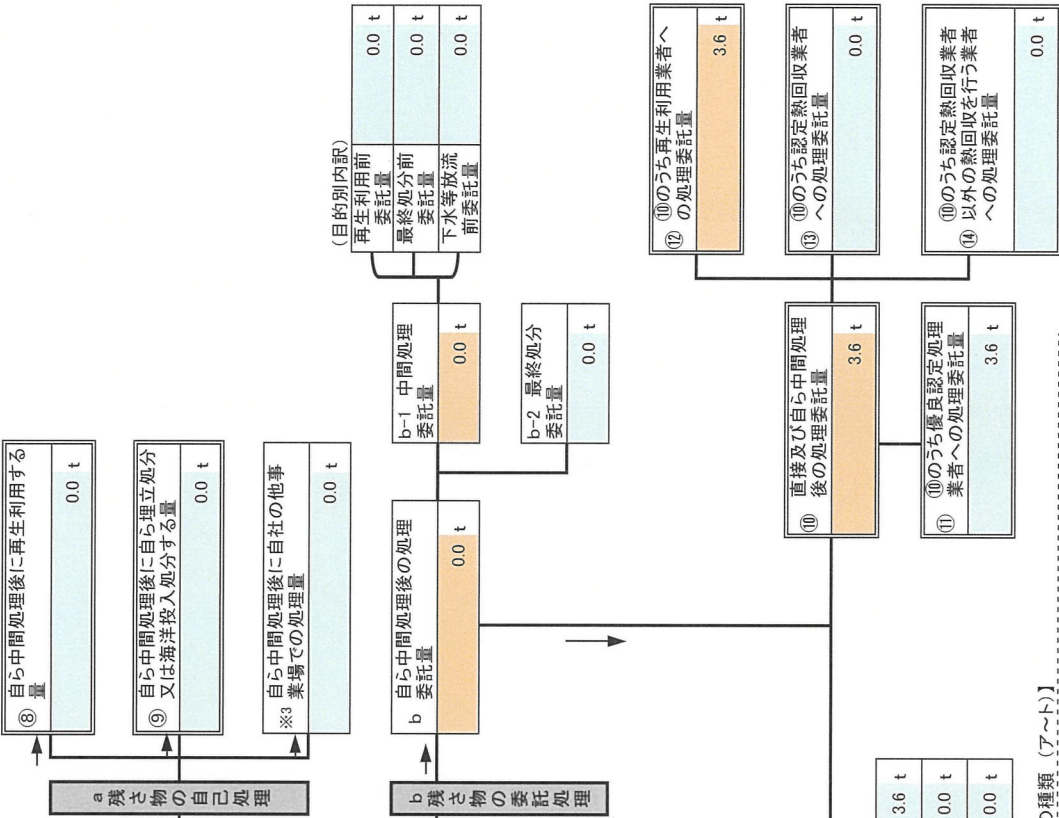 ⑧ 自ら中間処理後に再生利用する
量
0.0 t
⑨ 自ら中間処理後に自ら埋立処分
又は海洋投入処分する量
0.0 t
※3 自ら中間処理後に自社の他事
業場での処理量
0.0 t
a 残さ物の自己処理
b 残さ物の委託処理
b 自ら中間処理後の処理
委託量
0.0 t
b-1 中間処理
委託量
0.0 t
b-2 最終処分
委託量
0.0 t
(目的別内訳)
再生利用前
委託量
0.0 t
最終処分前
委託量
0.0 t
下水等放流
前委託量
0.0 t
⑩ 直接及び自ら中間処理
後の処理委託量
3.6 t
⑪ ⑩のうち優良認定処理
業者への処理委託量
3.6 t
⑫ ⑩のうち再生利用業者へ
の処理委託量
3.6 t
⑬ ⑩のうち認定熱回収業者
への処理委託量
0.0 t
⑭ ⑩のうち認定熱回収業者
以外の熱回収を行う業者
への処理委託量
0.0 t
3.6 t
0.0 t
0.0 t
の種類 (ア～ト)】